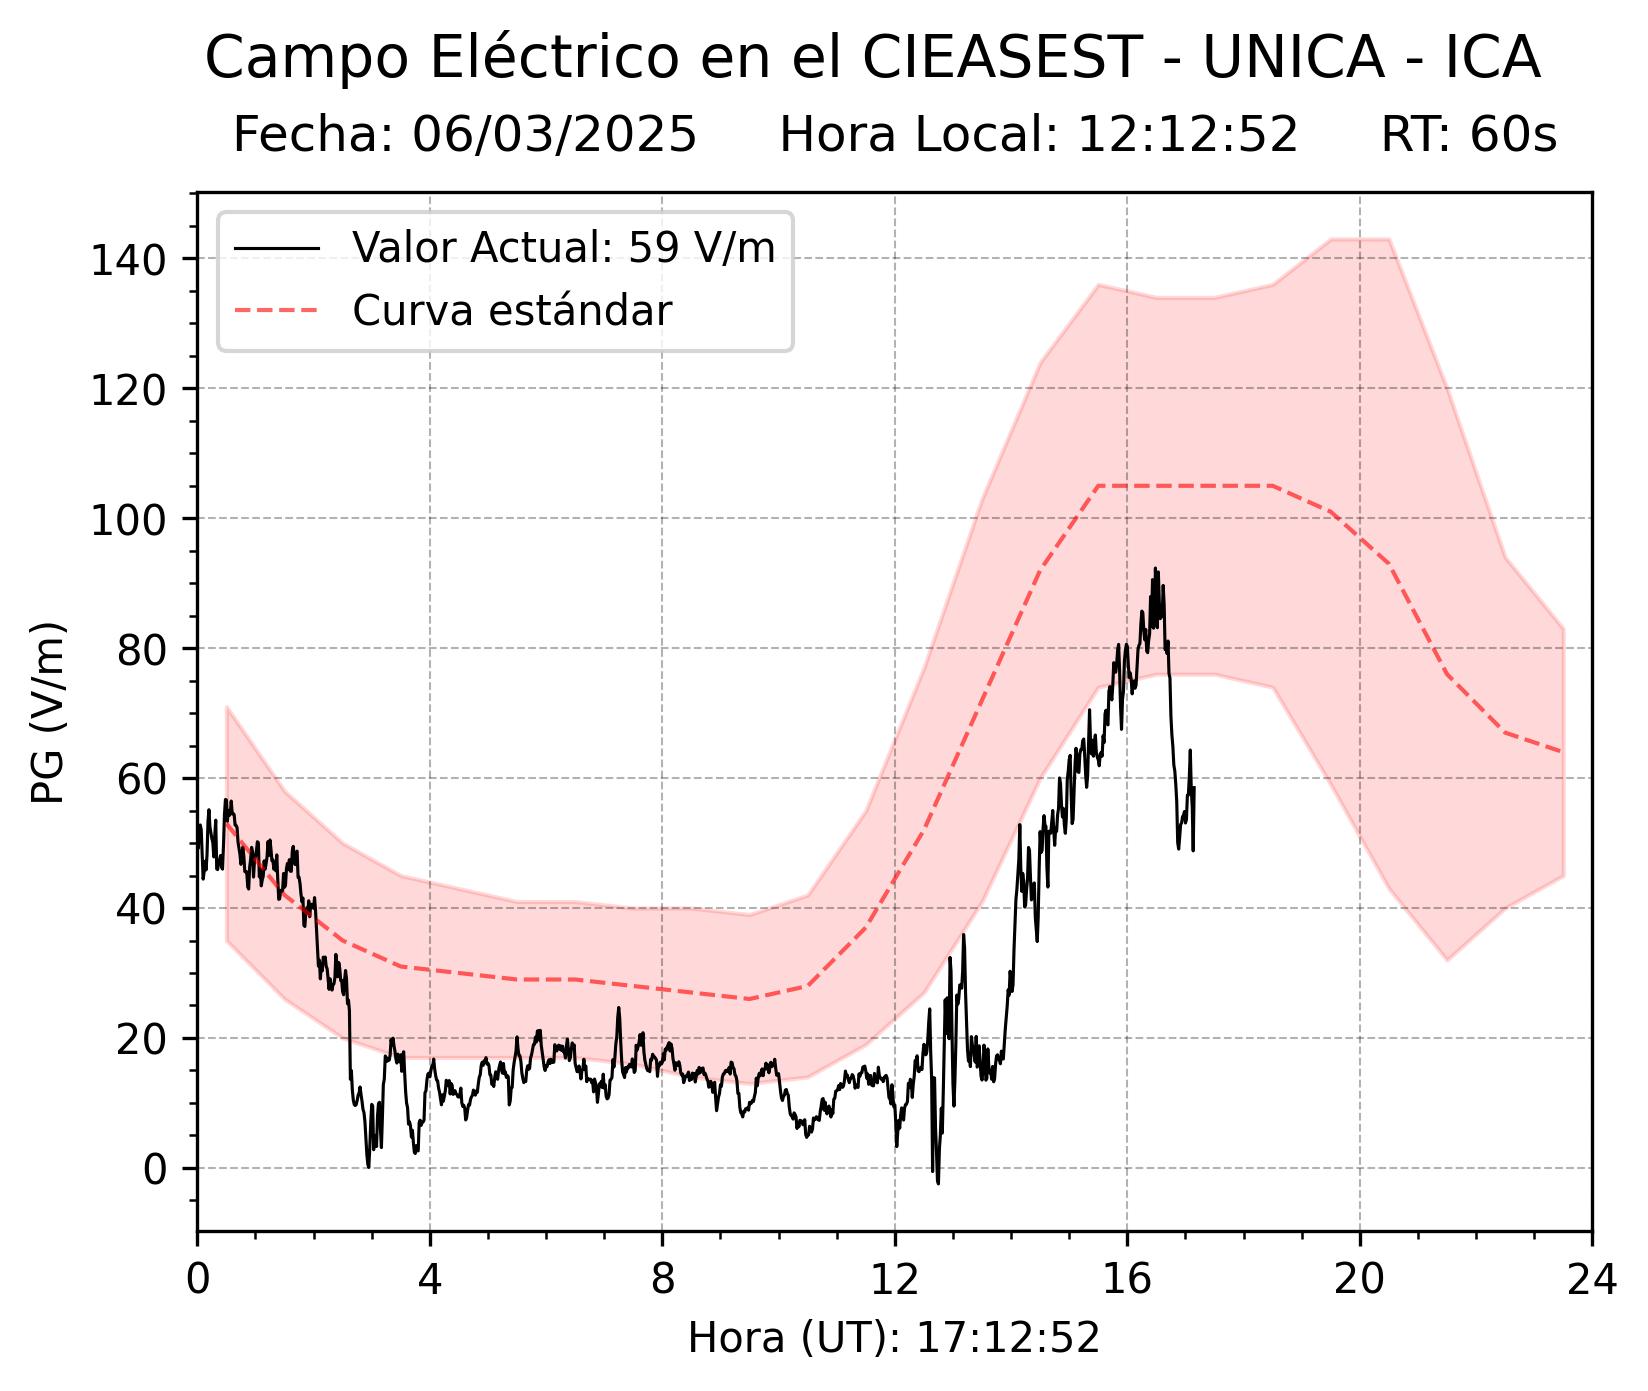 Campo Eléctrico en el CIEASEST - UNICA - ICA
Fecha: 06/03/2025 Hora Local: 12:12:52 RT: 60s
Valor Actual: 59 V/m
Curva estándar
PG (V/m)
140
120
100
80
60
40
20
0
0 4 8 12 16 20 24
Hora (UT): 17:12:52